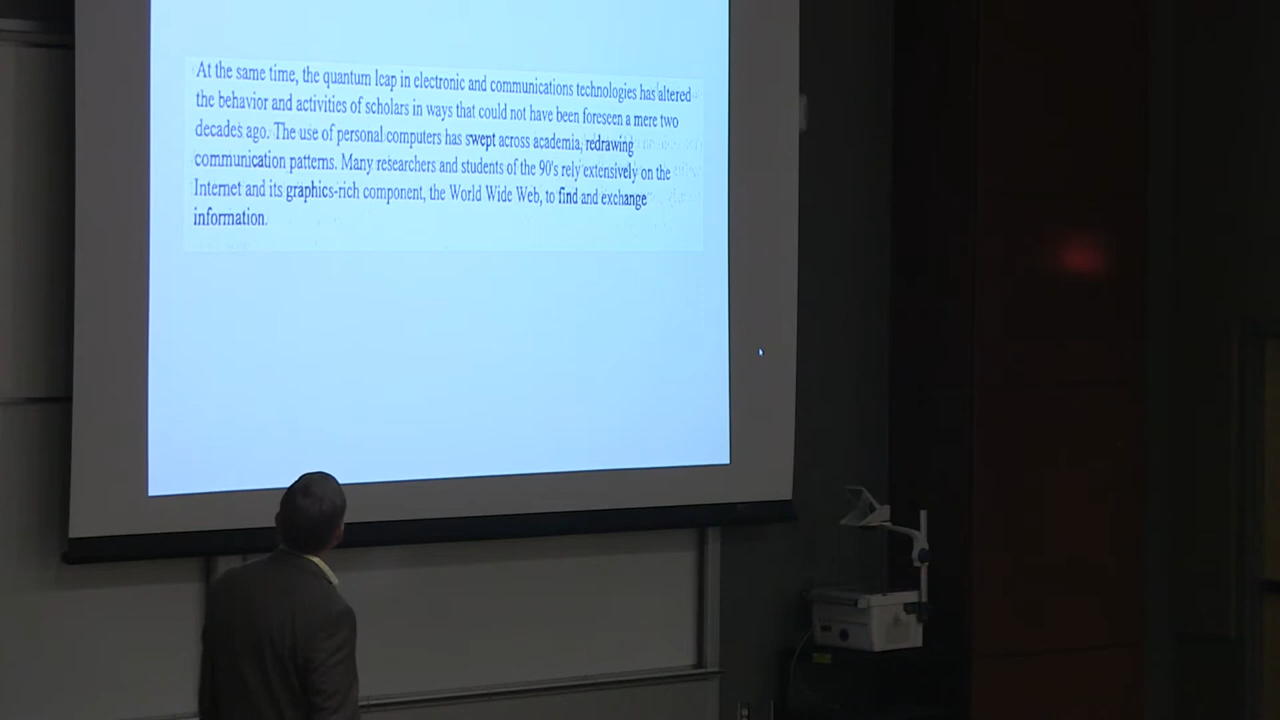 At the same time, the quantum leap in electronic and communications technologies has altered
the behavior and activities of scholars in ways that could not have been foreseen a mere two
decades ago. The use of personal computers has swept across academia, redrawing
communication patterns. Many researchers and students of the 90's rely extensively on the
Internet and its graphics-rich component, the World Wide Web, to find and exchange
information.